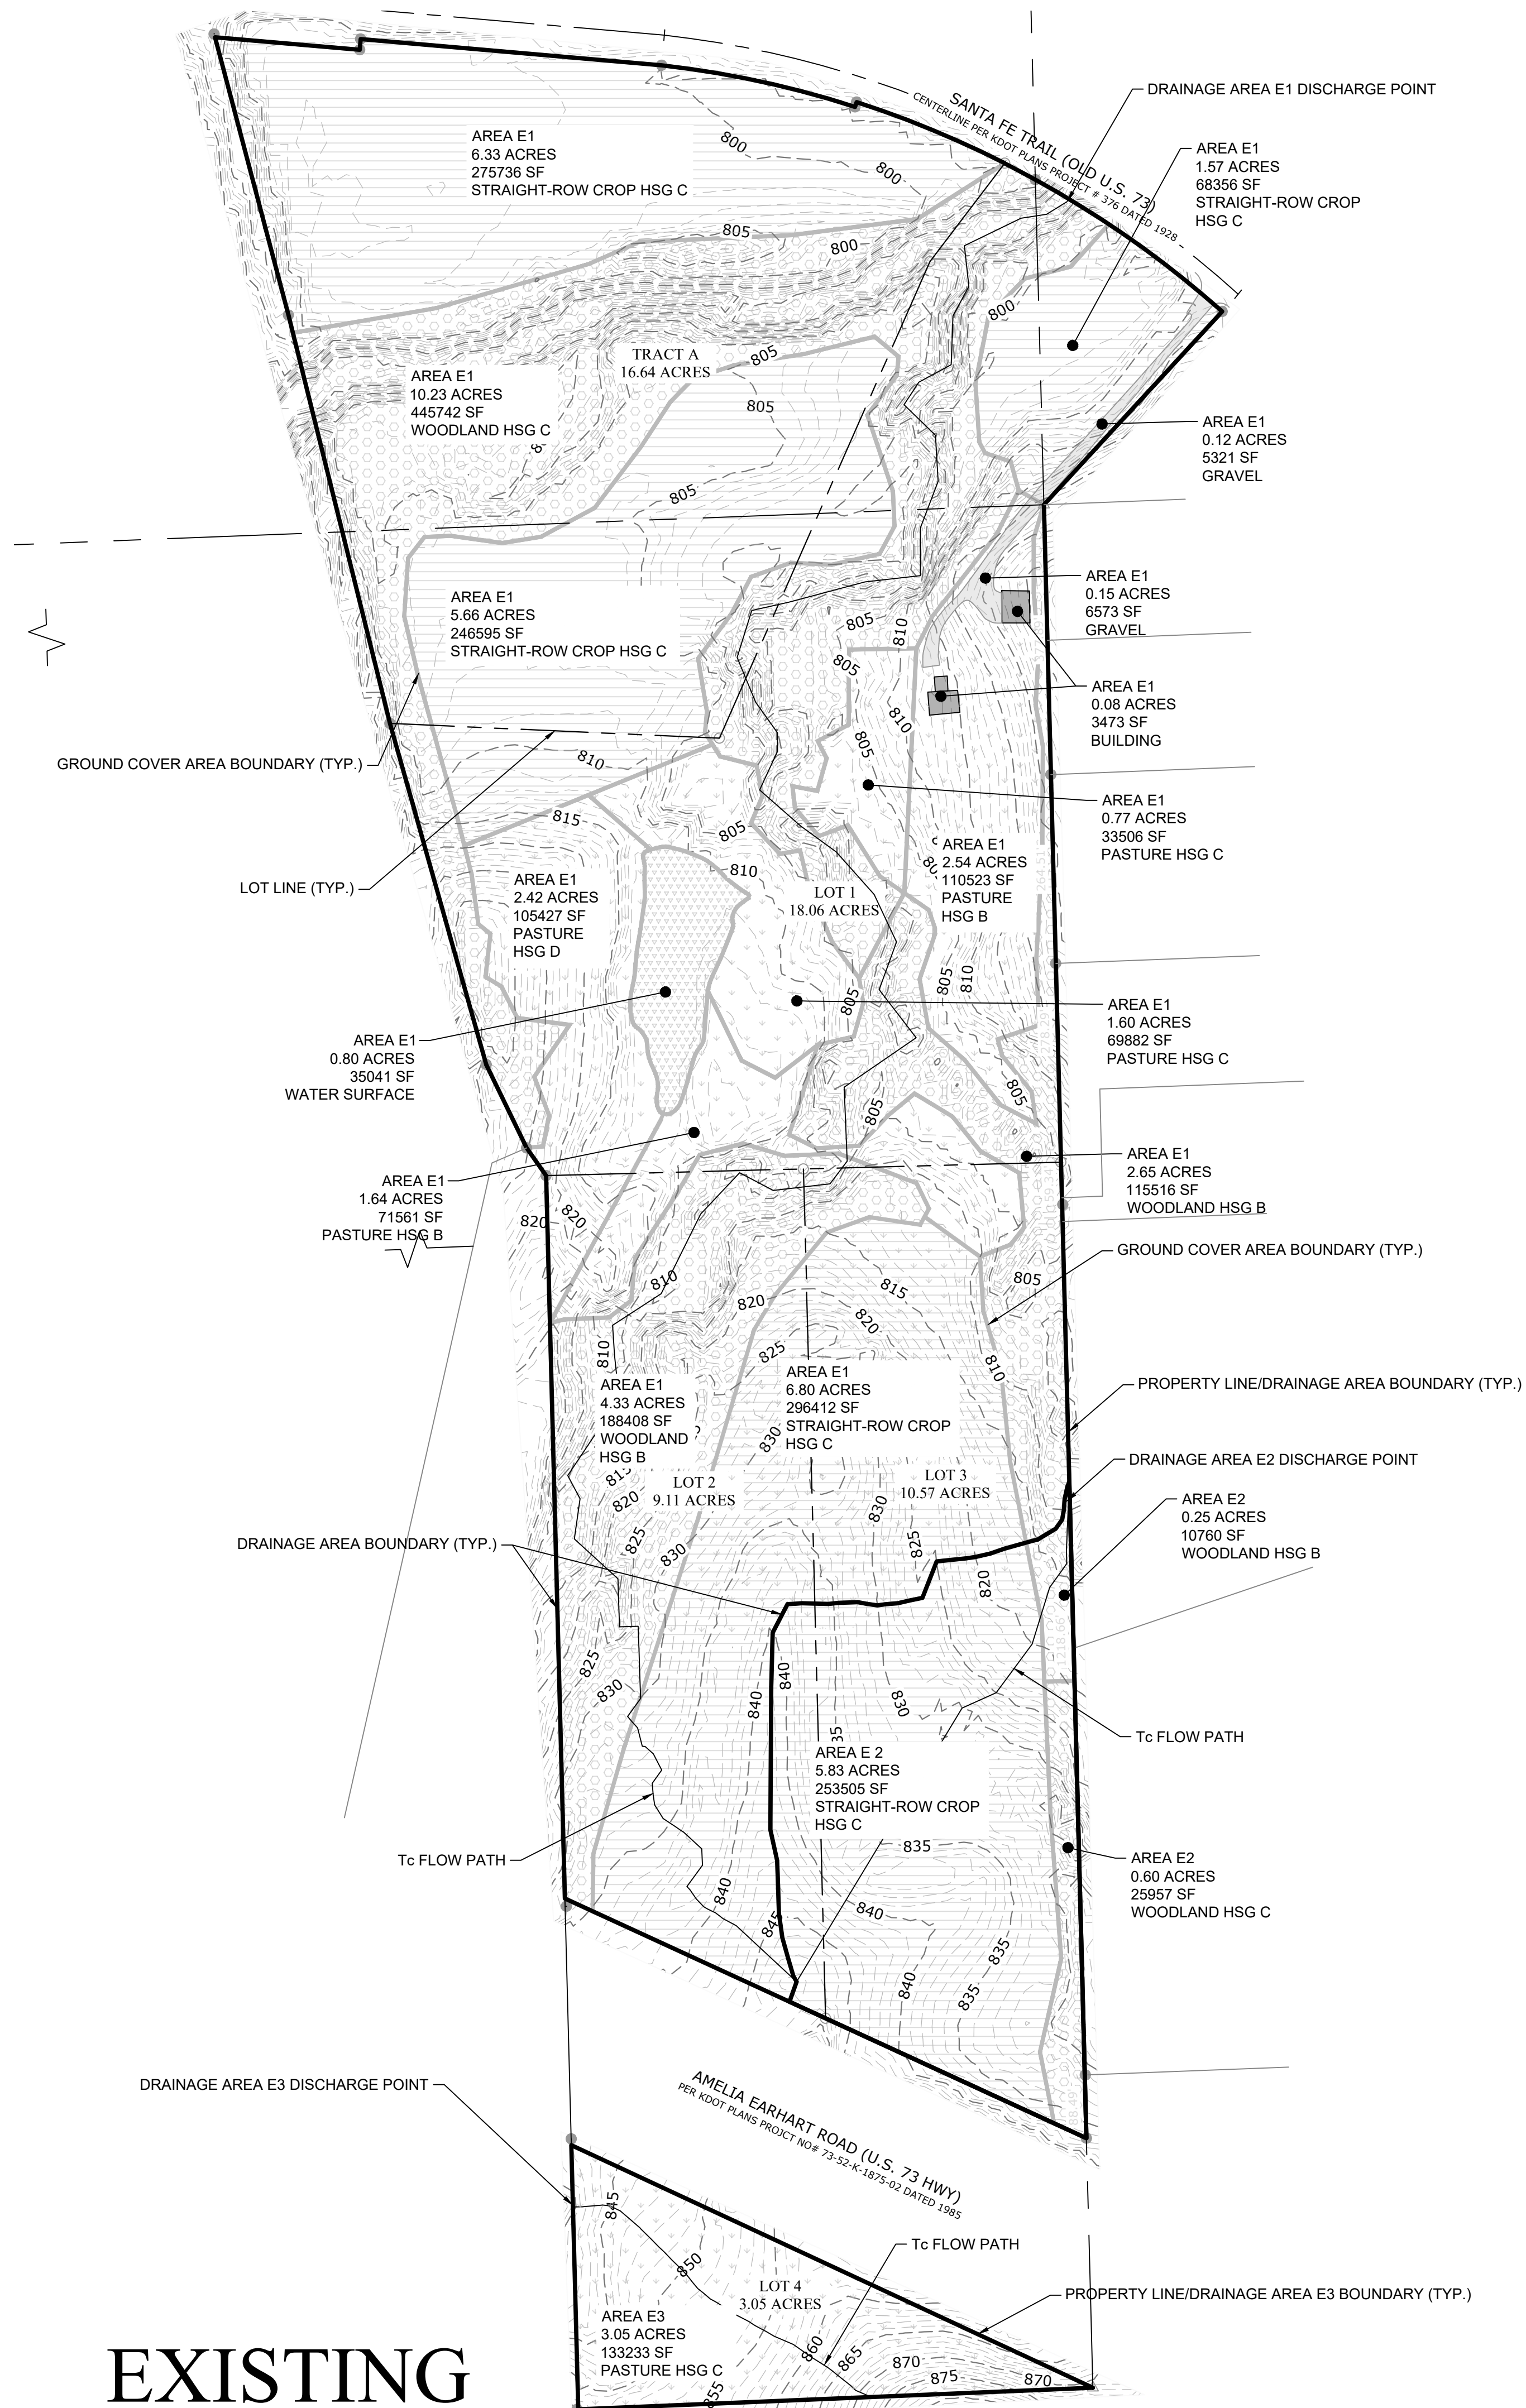 SANTA FE TRAIL (OLD U.S. 73)
CENTERLINE PER KDOT PLANS PROJECT # 376 DATED 1928
DRAINAGE AREA E1 DISCHARGE POINT
AREA E1
6.33 ACRES
275736 SF
STRAIGHT-ROW CROP HSG C
800
800
AREA E1
1.57 ACRES
68356 SF
STRAIGHT-ROW CROP
HSG C
805
800
800
TRACT A
16.64 ACRES
805
AREA E1
10.23 ACRES
445742 SF
WOODLAND HSG C
805
805
AREA E1
0.12 ACRES
5321 SF
GRAVEL
AREA E1
0.15 ACRES
6573 SF
GRAVEL
AREA E1
5.66 ACRES
246595 SF
STRAIGHT-ROW CROP HSG C
805
810
805
AREA E1
0.08 ACRES
3473 SF
BUILDING
810
805
GROUND COVER AREA BOUNDARY (TYP.)
810
AREA E1
0.77 ACRES
33506 SF
PASTURE HSG C
815
805
810
LOT LINE (TYP.)
AREA E1
2.42 ACRES
105427 SF
PASTURE
HSG D
LOT 1
18.06 ACRES
AREA E1
2.54 ACRES
110523 SF
PASTURE
HSG B
805
810
805
AREA E1
0.80 ACRES
35041 SF
WATER SURFACE
AREA E1
1.60 ACRES
69882 SF
PASTURE HSG C
805
805
AREA E1
1.64 ACRES
71561 SF
PASTURE HSG B
AREA E1
2.65 ACRES
115516 SF
WOODLAND HSG B
820
820
GROUND COVER AREA BOUNDARY (TYP.)
810
820
815
820
805
825
810
810
AREA E1
4.33 ACRES
188408 SF
WOODLAND
HSG B
AREA E1
6.80 ACRES
296412 SF
STRAIGHT-ROW CROP
HSG C
830
PROPERTY LINE/DRAINAGE AREA BOUNDARY (TYP.)
DRAINAGE AREA E2 DISCHARGE POINT
LOT 2
9.11 ACRES
LOT 3
10.57 ACRES
815
820
825
830
830
825
820
AREA E2
0.25 ACRES
10760 SF
WOODLAND HSG B
DRAINAGE AREA BOUNDARY (TYP.)
825
830
840
840
830
Tc FLOW PATH
AREA E 2
5.83 ACRES
253505 SF
STRAIGHT-ROW CROP
HSG C
835
Tc FLOW PATH
AREA E2
0.60 ACRES
25957 SF
WOODLAND HSG C
840
845
840
835
840
835
DRAINAGE AREA E3 DISCHARGE POINT
AMELIA EARHART ROAD (U.S. 73 HWY)
PER KDOT PLANS PROJCT NO# 73-52-K-1875-02 DATED 1985
845
850
Tc FLOW PATH
LOT 4
3.05 ACRES
PROPERTY LINE/DRAINAGE AREA E3 BOUNDARY (TYP.)
AREA E3
3.05 ACRES
133233 SF
PASTURE HSG C
855
860
865
870
875
870
EXISTING